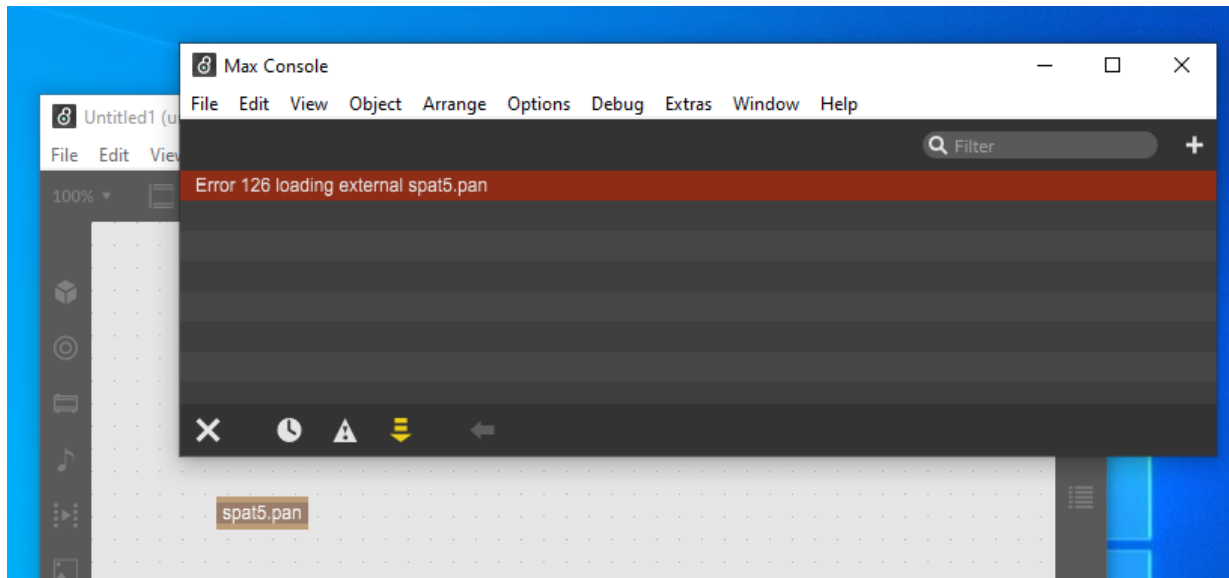 Max Console
File Edit View Object Arrange Options Debug Extras Window Help
Untitled1 (u
File Edit View
Filter
100%
Error 126 loading external spat5.pan
spat5.pan